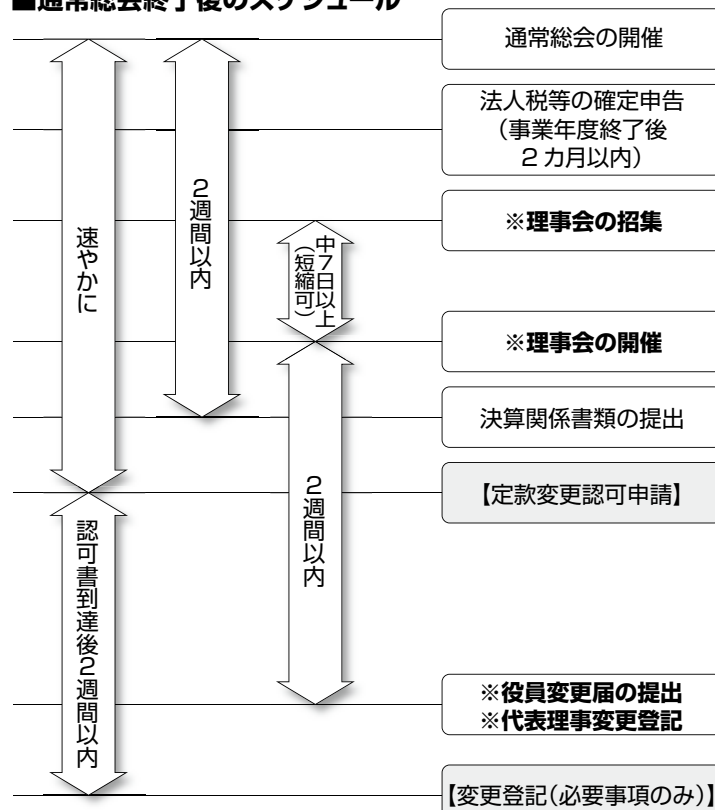 ■通常総会終了後のスケジュール
通常総会の開催
法人税等の確定申告
（事業年度終了後
２カ月以内）
※理事会の招集
※理事会の開催
決算関係書類の提出
【定款変更認可申請】
※役員変更届の提出
※代表理事変更登記
【変更登記（必要事項のみ）】
速やかに
２週間以内
中７日以上
（短縮可）
２週間以内
認可書到達後２週間以内